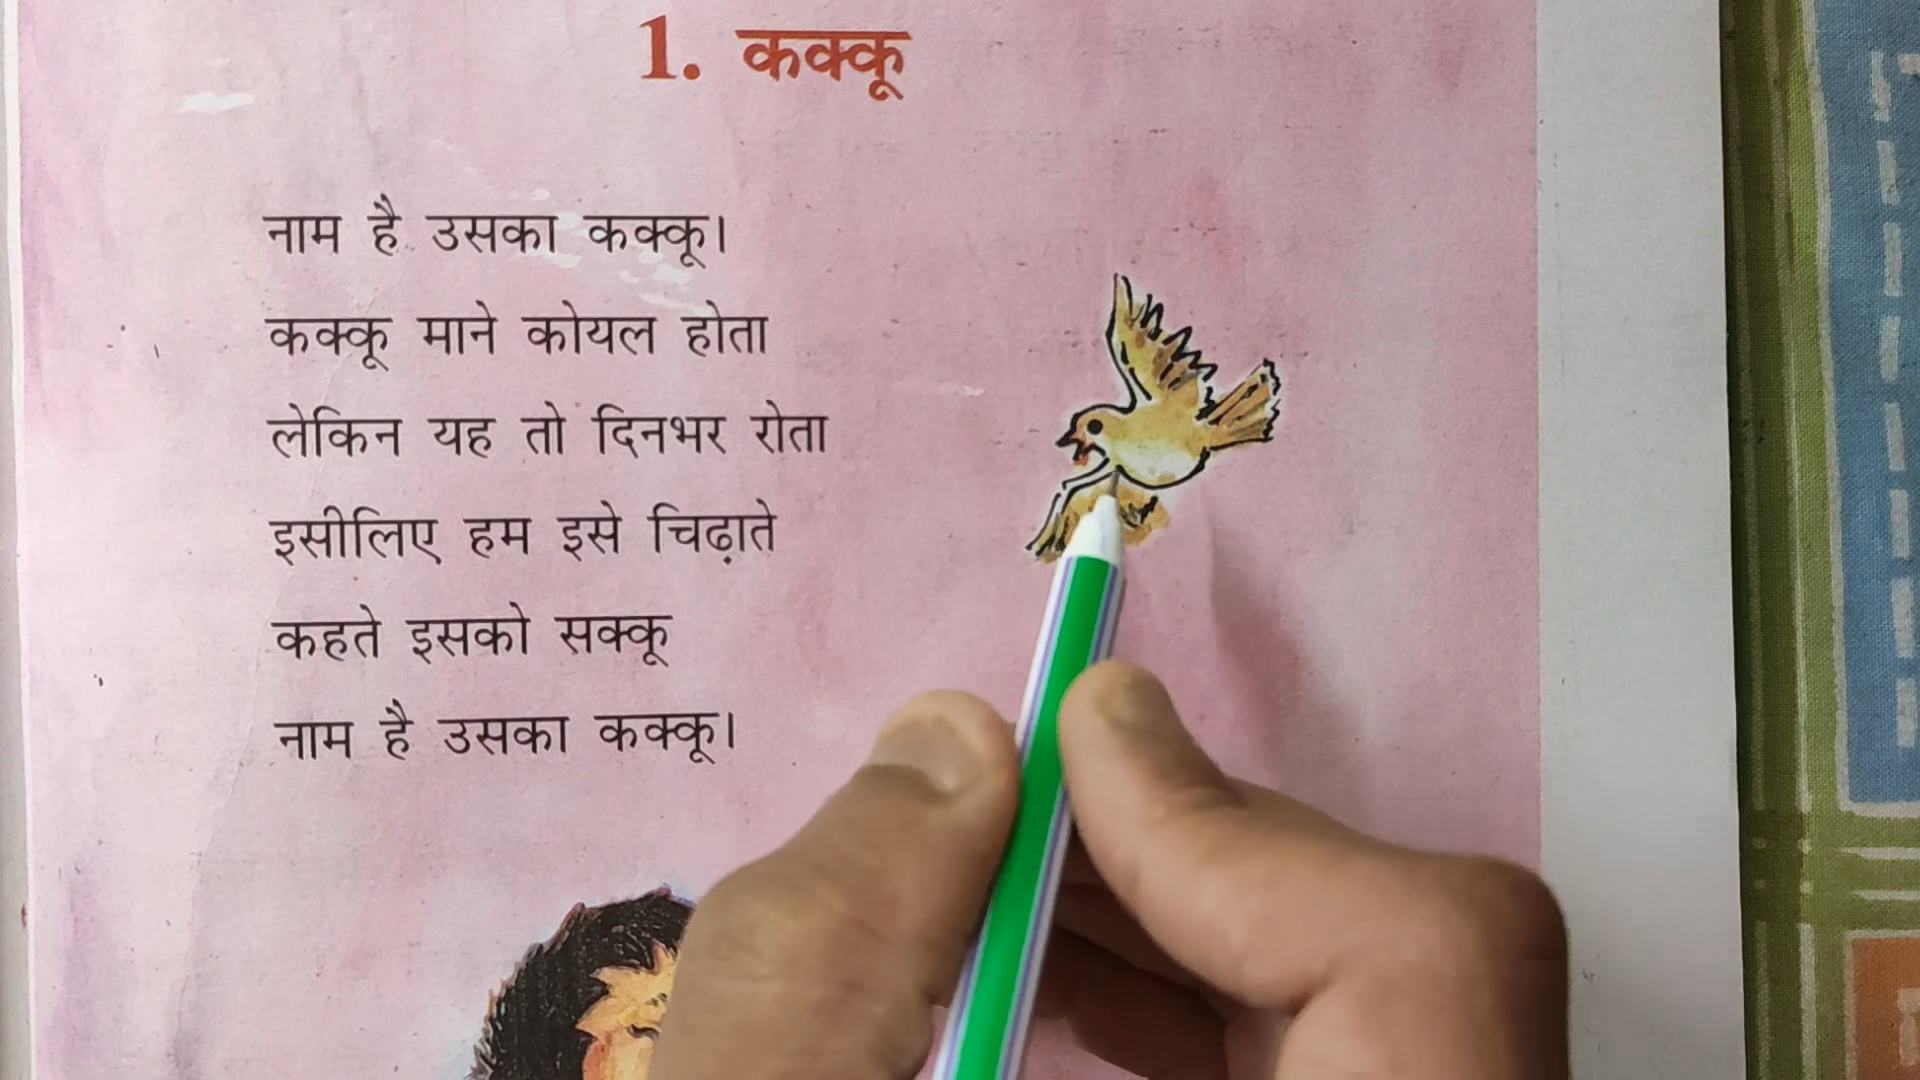 1. कक्कू
नाम है उसका कक्कू।
कक्कू माने कोयल होता
लेकिन यह तो दिनभर रोता
इसीलिए हम इसे चिढ़ाते
कहते इसको सक्कू
नाम है उसका कक्कू।